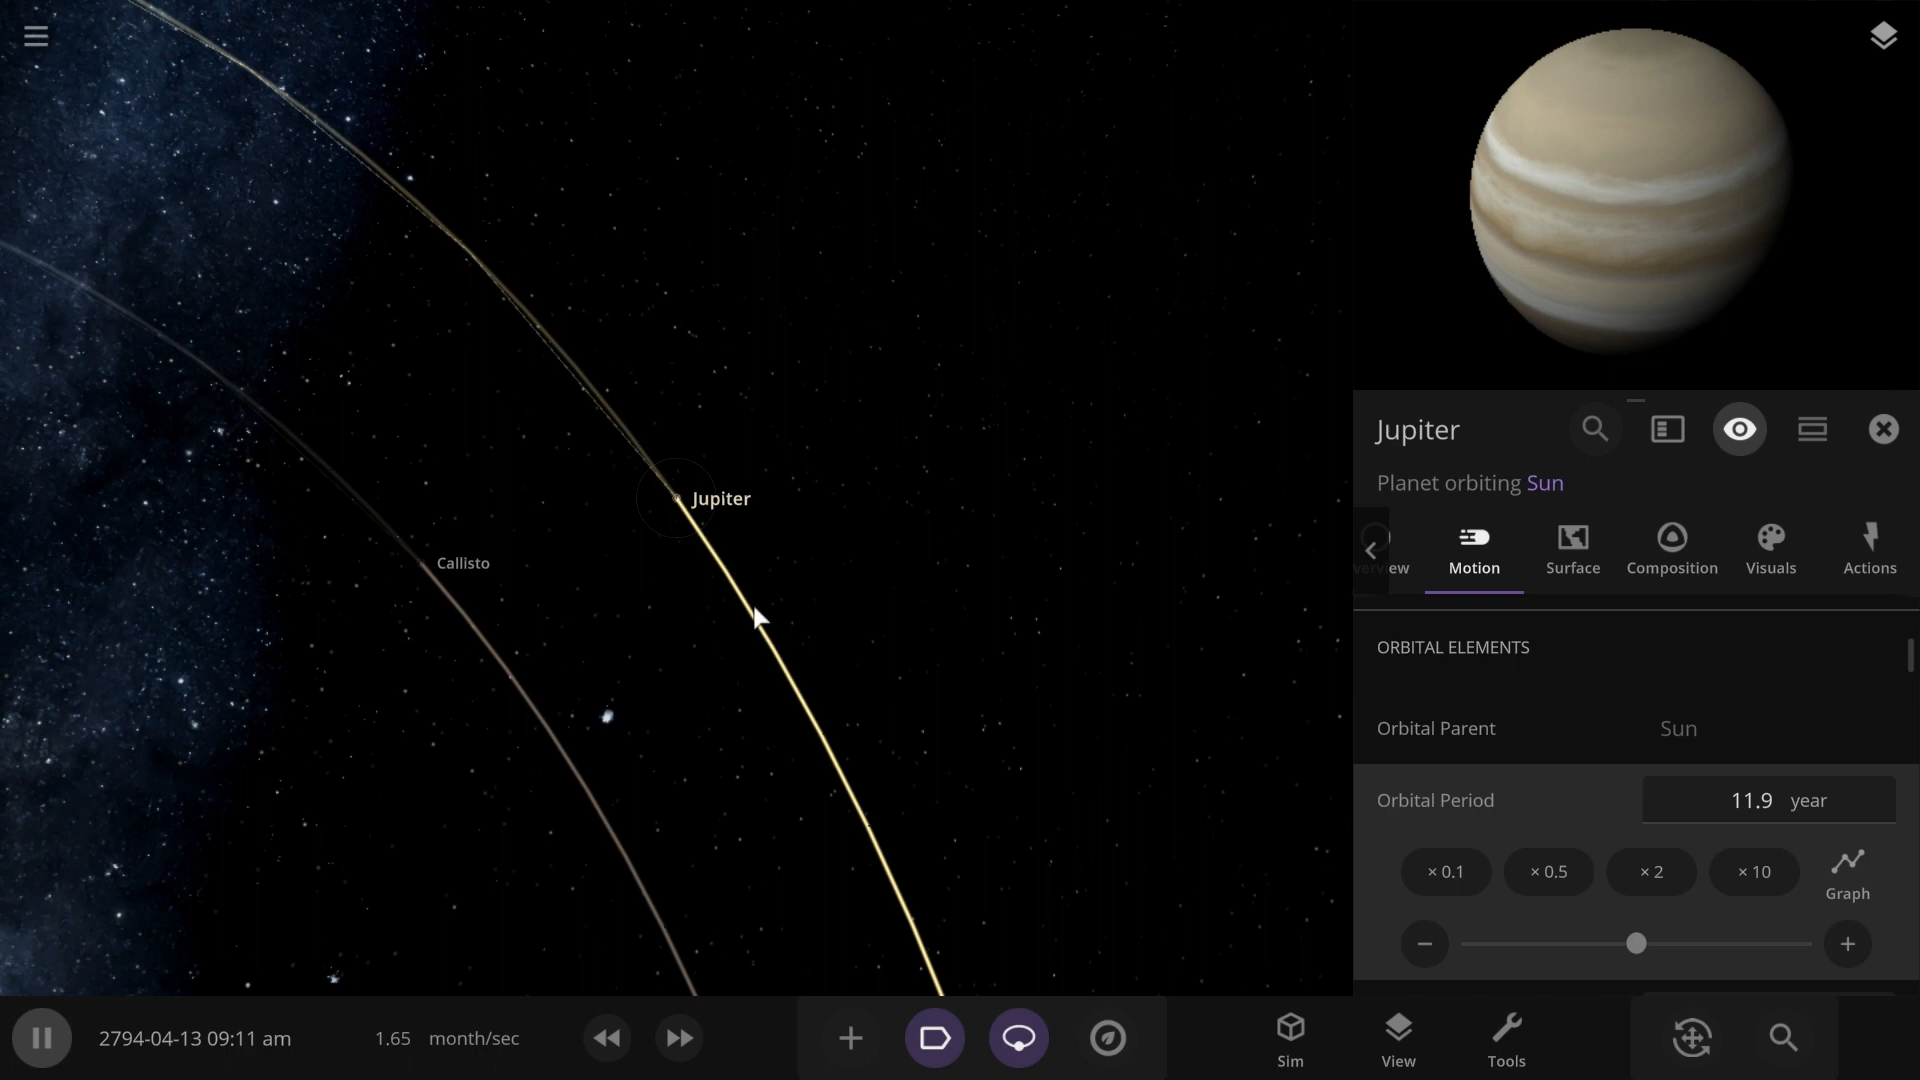 Jupiter
Callisto
Jupiter
Planet orbiting Sun
Motion
Surface
Composition
Visuals
Actions
ORBITAL ELEMENTS
Orbital Parent Sun
Orbital Period 11.9 year
× 0.1 × 0.5 × 2 × 10
Graph
2794-04-13 09:11 am 1.65 month/sec
Sim View Tools